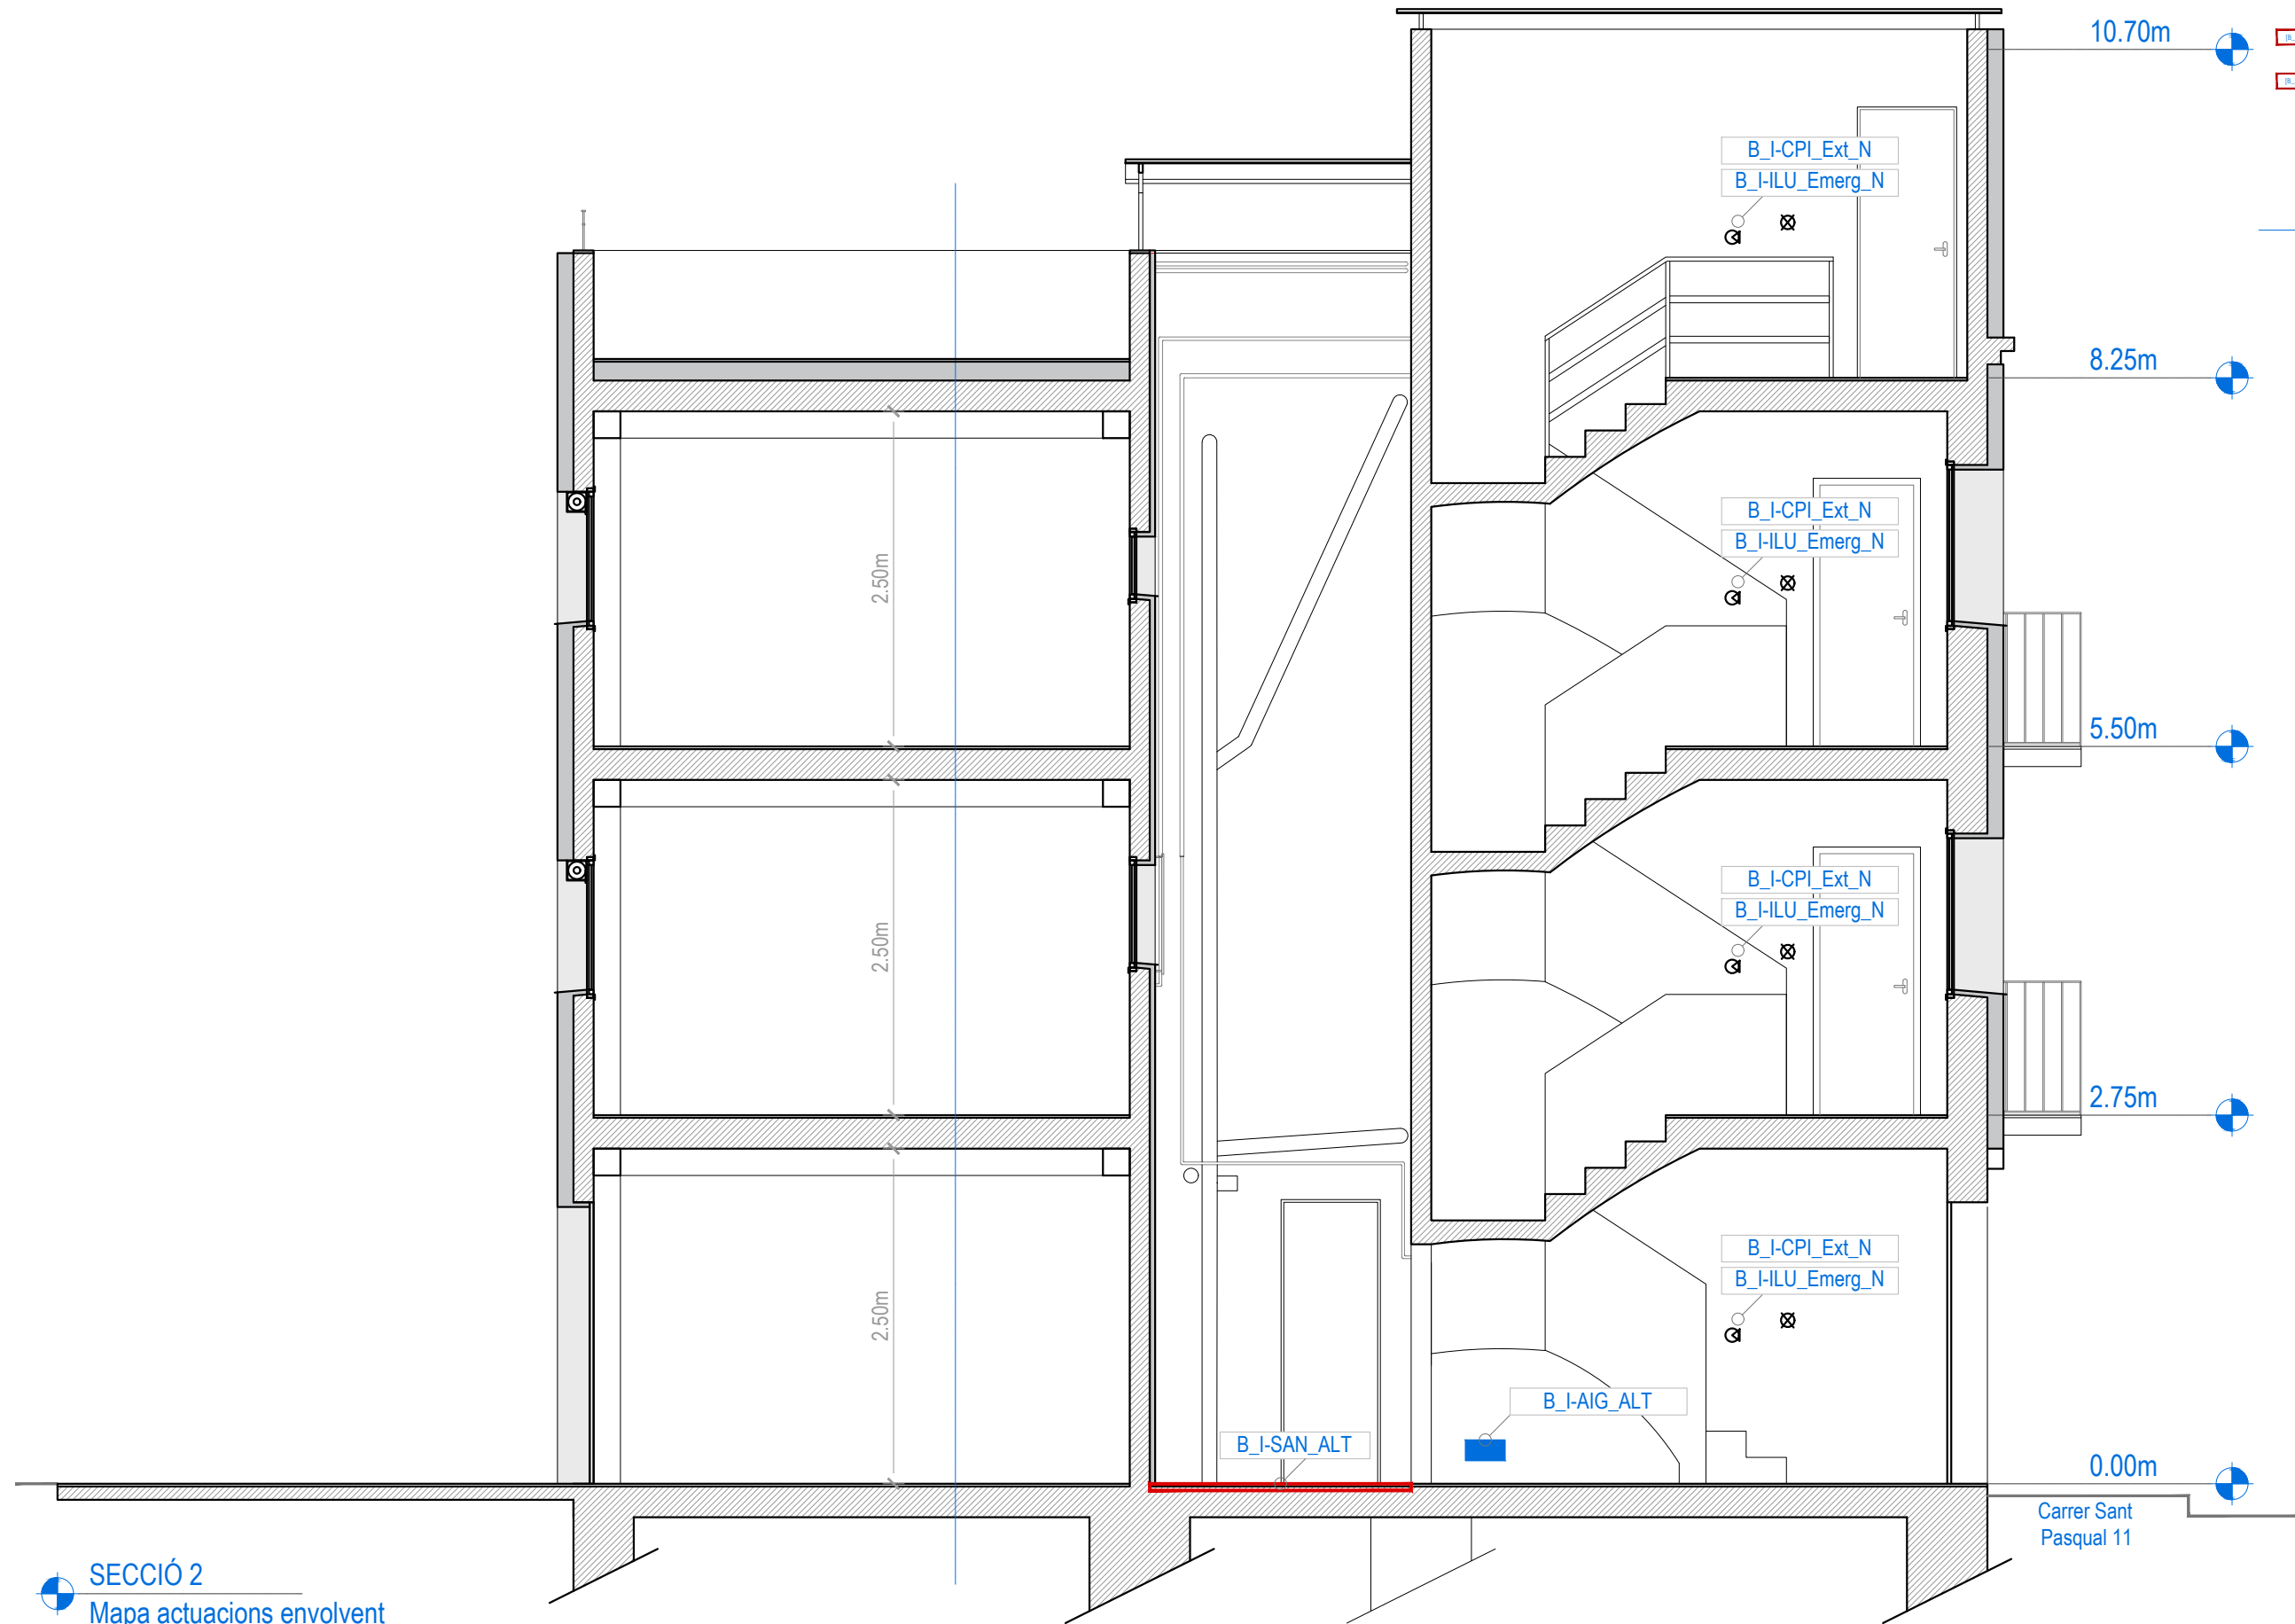 10.70m
B_I-CPI_Ext_N
B_I-ILU_Emerg_N
8.25m
B_I-CPI_Ext_N
B_I-ILU_Emerg_N
2.50m
5.50m
B_I-CPI_Ext_N
B_I-ILU_Emerg_N
2.50m
2.75m
B_I-CPI_Ext_N
B_I-ILU_Emerg_N
2.50m
B_I-AIG_ALT
B_I-SAN_ALT
0.00m
Carrer Sant
Pasqual 11
SECCIÓ 2
Mapa actuacions envolvent